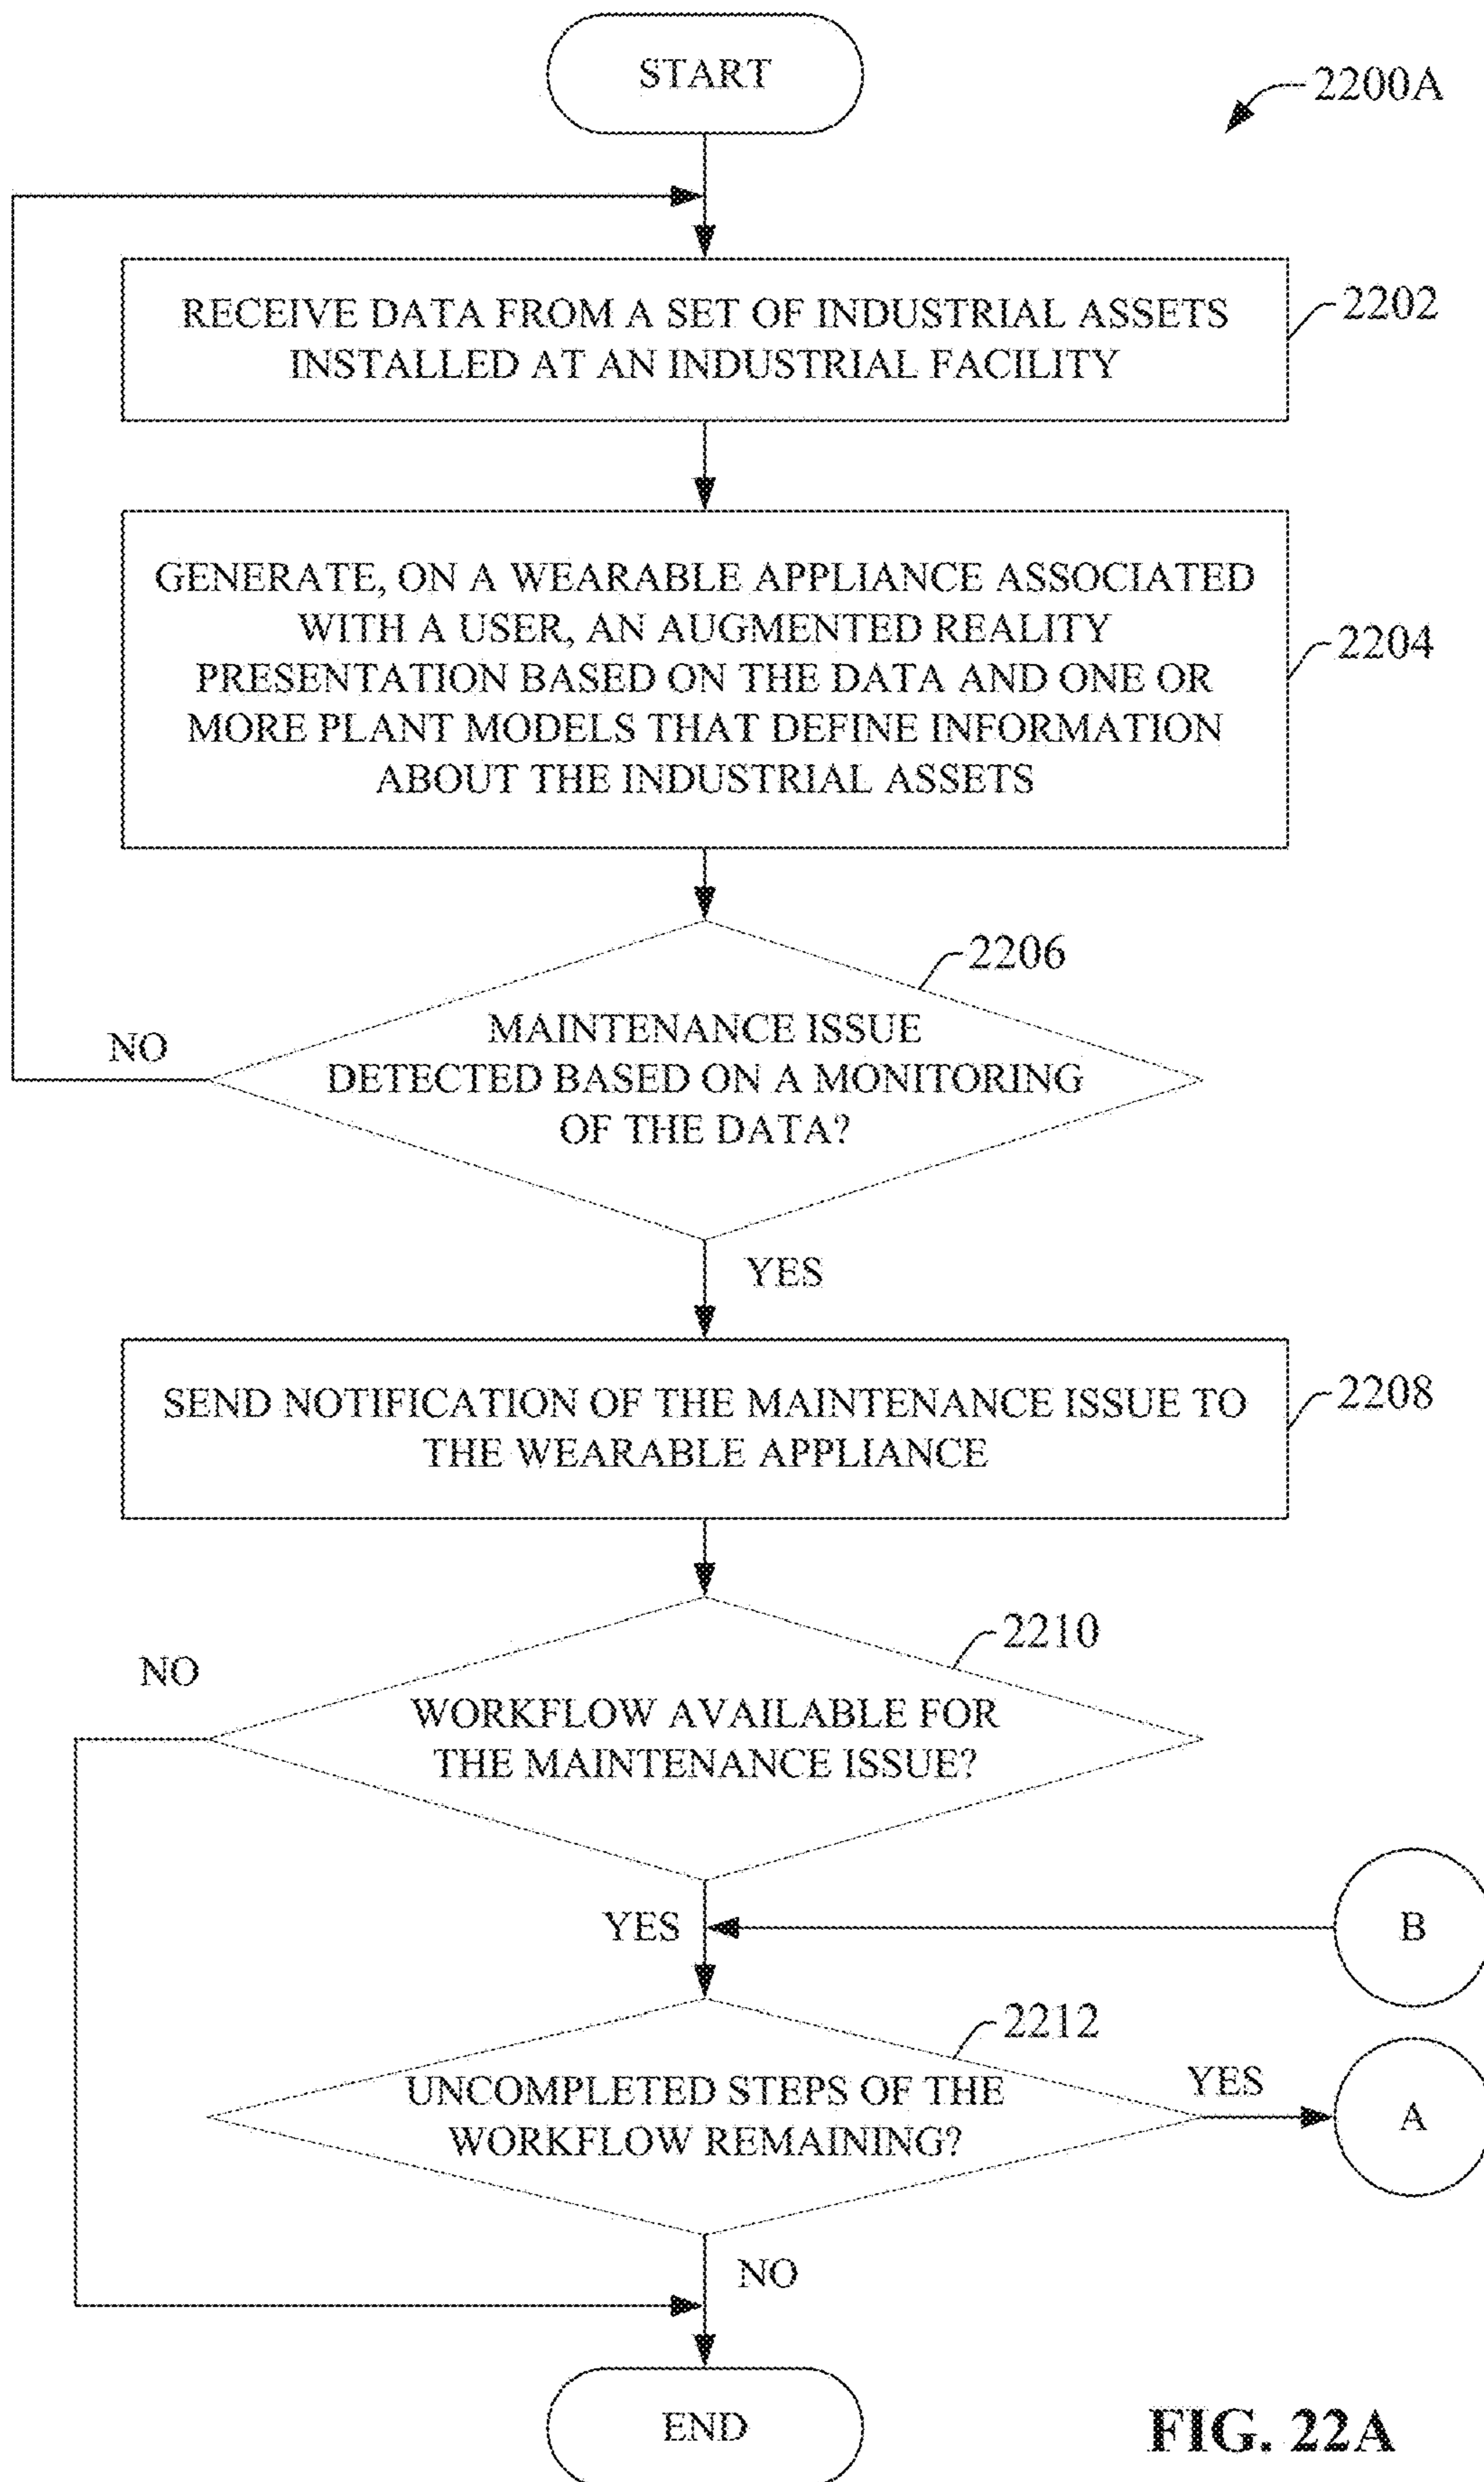 START
2200A
RECEIVE DATA FROM A SET OF INDUSTRIAL ASSETS
INSTALLED AT AN INDUSTRIAL FACILITY
2202
GENERATE, ON A WEARABLE APPLIANCE ASSOCIATED
WITH A USER, AN AUGMENTED REALITY
PRESENTATION BASED ON THE DATA AND ONE OR
MORE PLANT MODELS THAT DEFINE INFORMATION
ABOUT THE INDUSTRIAL ASSETS
2204
2206
NO
MAINTENANCE ISSUE
DETECTED BASED ON A MONITORING
OF THE DATA?
YES
SEND NOTIFICATION OF THE MAINTENANCE ISSUE TO
THE WEARABLE APPLIANCE
2208
2210
NO
WORKFLOW AVAILABLE FOR
THE MAINTENANCE ISSUE?
YES
B
2212
UNCOMPLETED STEPS OF THE
WORKFLOW REMAINING?
YES
A
NO
END
FIG. 22A